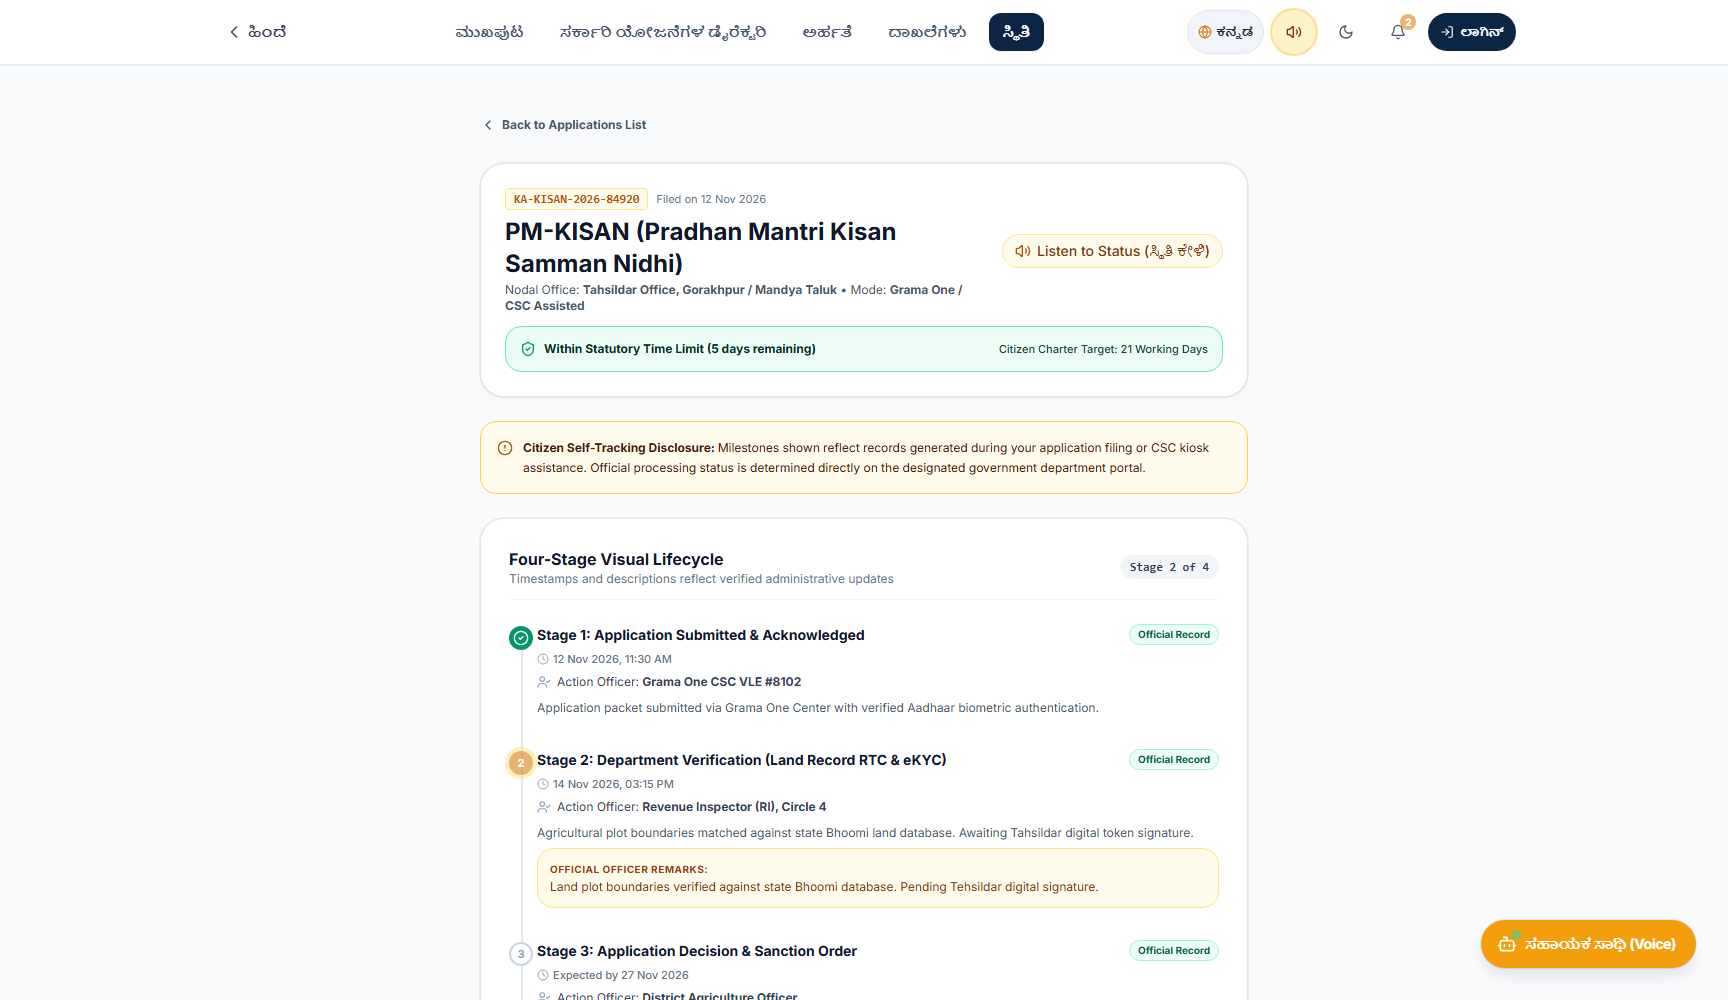 ಹಿಂದೆ
ಮುಖಪುಟ
ಸರ್ಕಾರಿ ಯೋಜನೆಗಳ ಡೈರೆಕ್ಟರಿ
ಅರ್ಹತೆ
ದಾಖಲೆಗಳು
ಸ್ಥಿತಿ
ಕನ್ನಡ
2
ಲಾಗಿನ್
Back to Applications List
KA-KISAN-2026-84920 Filed on 12 Nov 2026
PM-KISAN (Pradhan Mantri Kisan
Samman Nidhi)
Listen to Status (ಸ್ಥಿತಿ ಕೇಳಿ)
Nodal Office: Tahsildar Office, Gorakhpur / Mandya Taluk • Mode: Grama One /
CSC Assisted
Within Statutory Time Limit (5 days remaining)
Citizen Charter Target: 21 Working Days
Citizen Self-Tracking Disclosure: Milestones shown reflect records generated during your application filing or CSC kiosk
assistance. Official processing status is determined directly on the designated government department portal.
Four-Stage Visual Lifecycle
Timestamps and descriptions reflect verified administrative updates
Stage 2 of 4
Stage 1: Application Submitted & Acknowledged
Official Record
12 Nov 2026, 11:30 AM
Action Officer: Grama One CSC VLE #8102
Application packet submitted via Grama One Center with verified Aadhaar biometric authentication.
2
Stage 2: Department Verification (Land Record RTC & eKYC)
Official Record
14 Nov 2026, 03:15 PM
Action Officer: Revenue Inspector (RI), Circle 4
Agricultural plot boundaries matched against state Bhoomi land database. Awaiting Tahsildar digital token signature.
OFFICIAL OFFICER REMARKS:
Land plot boundaries verified against state Bhoomi database. Pending Tehsildar digital signature.
3
Stage 3: Application Decision & Sanction Order
Official Record
Expected by 27 Nov 2026
Action Officer: District Agriculture Officer
ಸಹಾಯಕ ಸಾಥಿ (Voice)